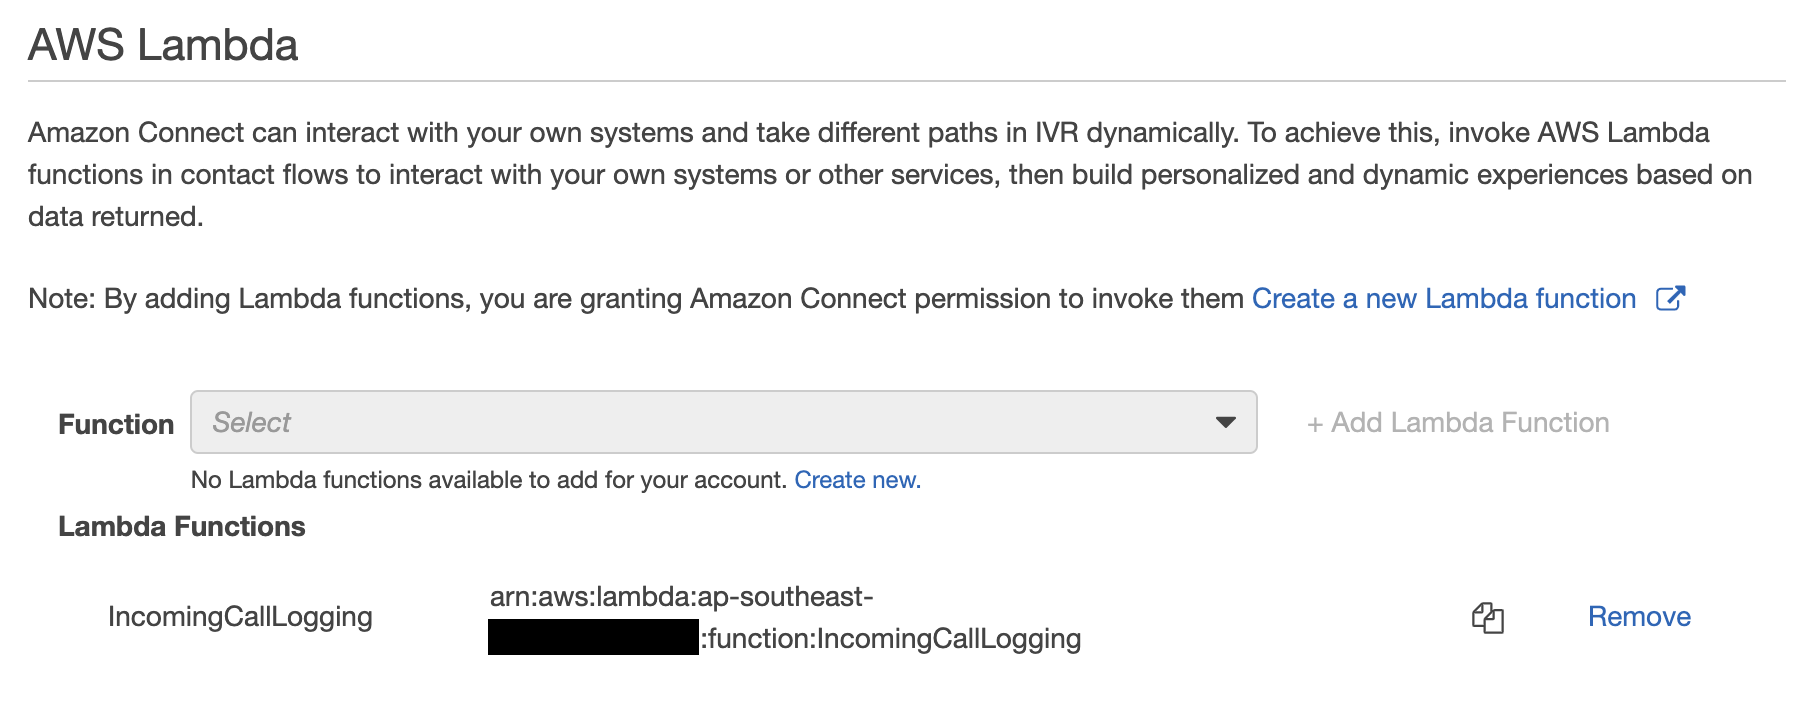 AWS Lambda
Amazon Connect can interact with your own systems and take different paths in IVR dynamically. To achieve this, invoke AWS Lambda
functions in contact flows to interact with your own systems or other services, then build personalized and dynamic experiences based on
data returned.
Note: By adding Lambda functions, you are granting Amazon Connect permission to invoke them Create a new Lambda function
Function Select + Add Lambda Function
No Lambda functions available to add for your account. Create new.
Lambda Functions
IncomingCallLogging arn:aws:lambda:ap-southeast- Remove
:function:IncomingCallLogging